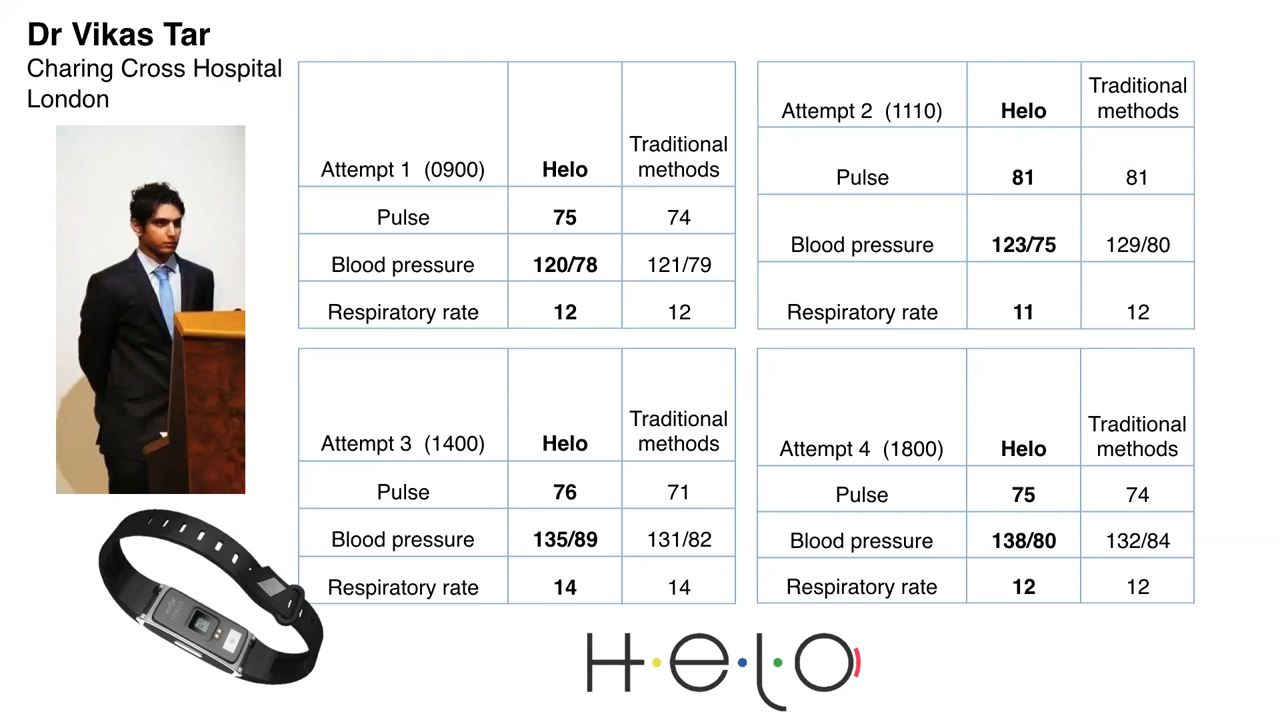 Dr Vikas Tar
Charing Cross Hospital
London
Attempt 1 (0900) Helo Traditional methods
Pulse 75 74
Blood pressure 120/78 121/79
Respiratory rate 12 12
Attempt 2 (1110) Helo Traditional methods
Pulse 81 81
Blood pressure 123/75 129/80
Respiratory rate 11 12
Attempt 3 (1400) Helo Traditional methods
Pulse 76 71
Blood pressure 135/89 131/82
Respiratory rate 14 14
Attempt 4 (1800) Helo Traditional methods
Pulse 75 74
Blood pressure 138/80 132/84
Respiratory rate 12 12
Helo